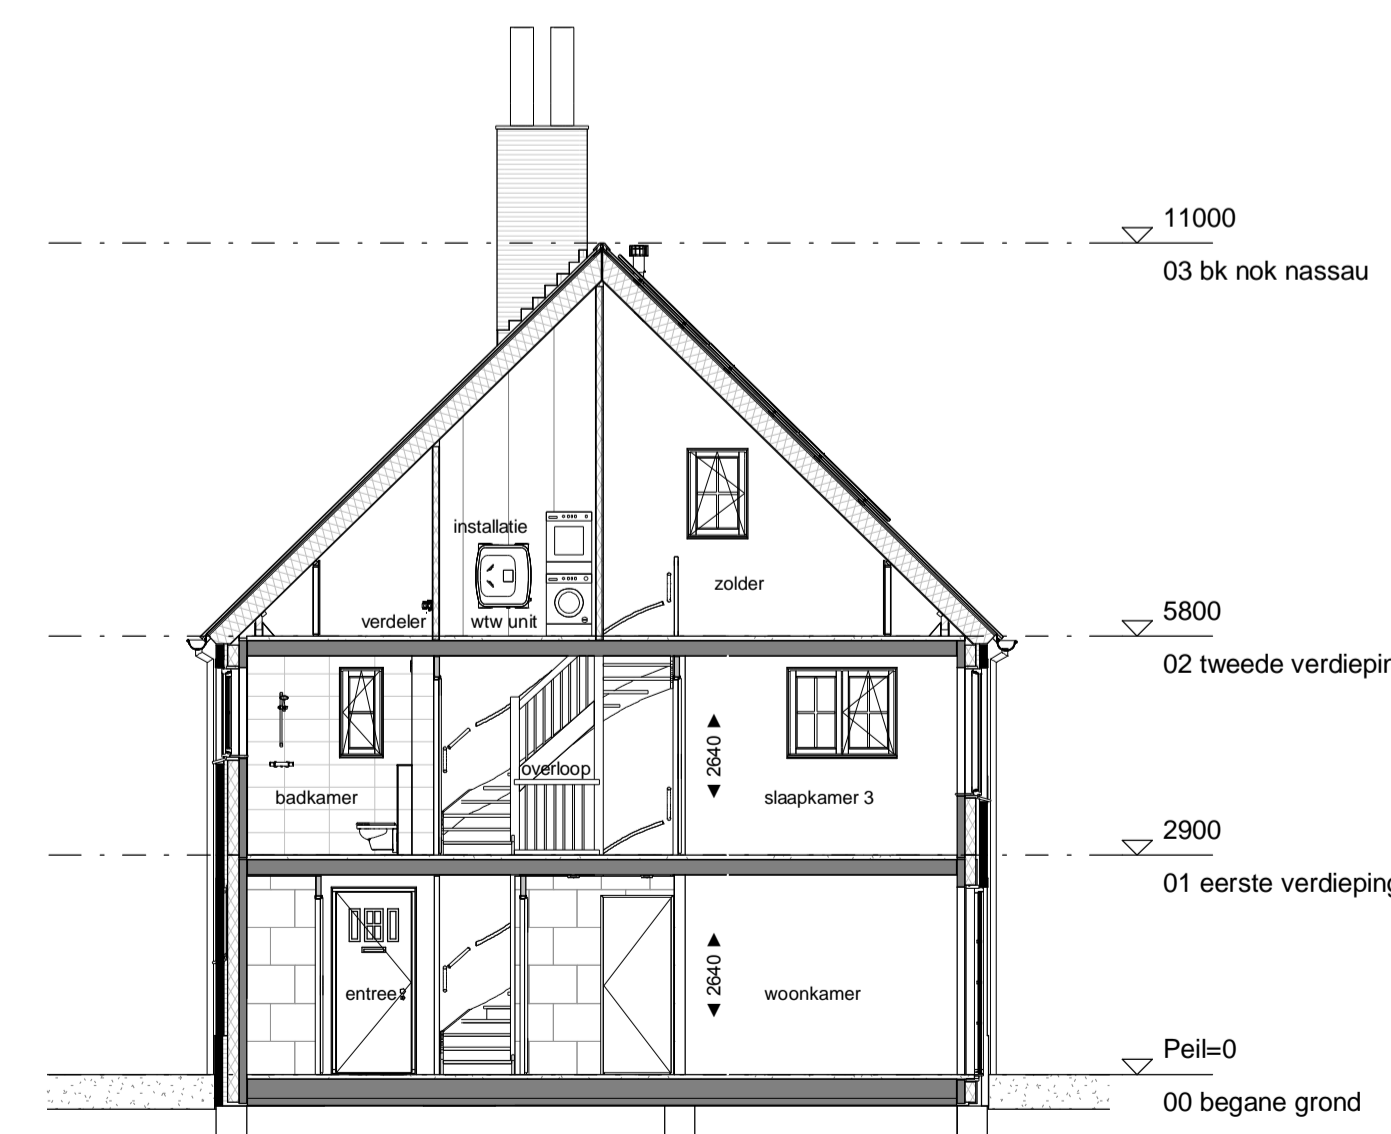 11000
03 bk nok nassau
installatie
zolder
verdeler
wtw unit
5800
02 tweede
2640
overloop
badkamer
slaapkamer 3
2900
01 eerste verdieping
2640
entree
woonkamer
Peil=0
00 begane grond